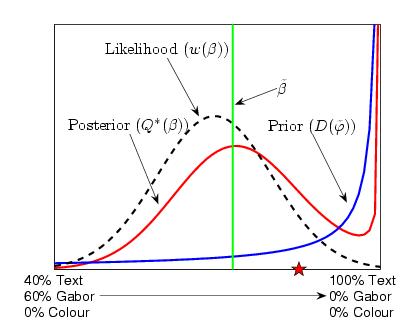 Likelihood (w(β))
β̃
Posterior (Q*(β))
Prior (D(φ̃))
40% Text
60% Gabor
0% Colour
100% Text
0% Gabor
0% Colour